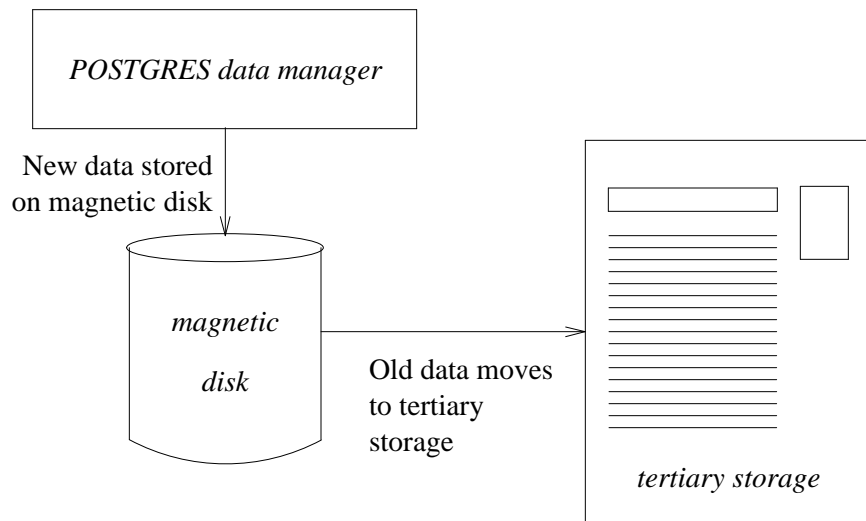 POSTGRES data manager
New data stored
on magnetic disk
magnetic
disk
Old data moves
to tertiary
storage
tertiary storage